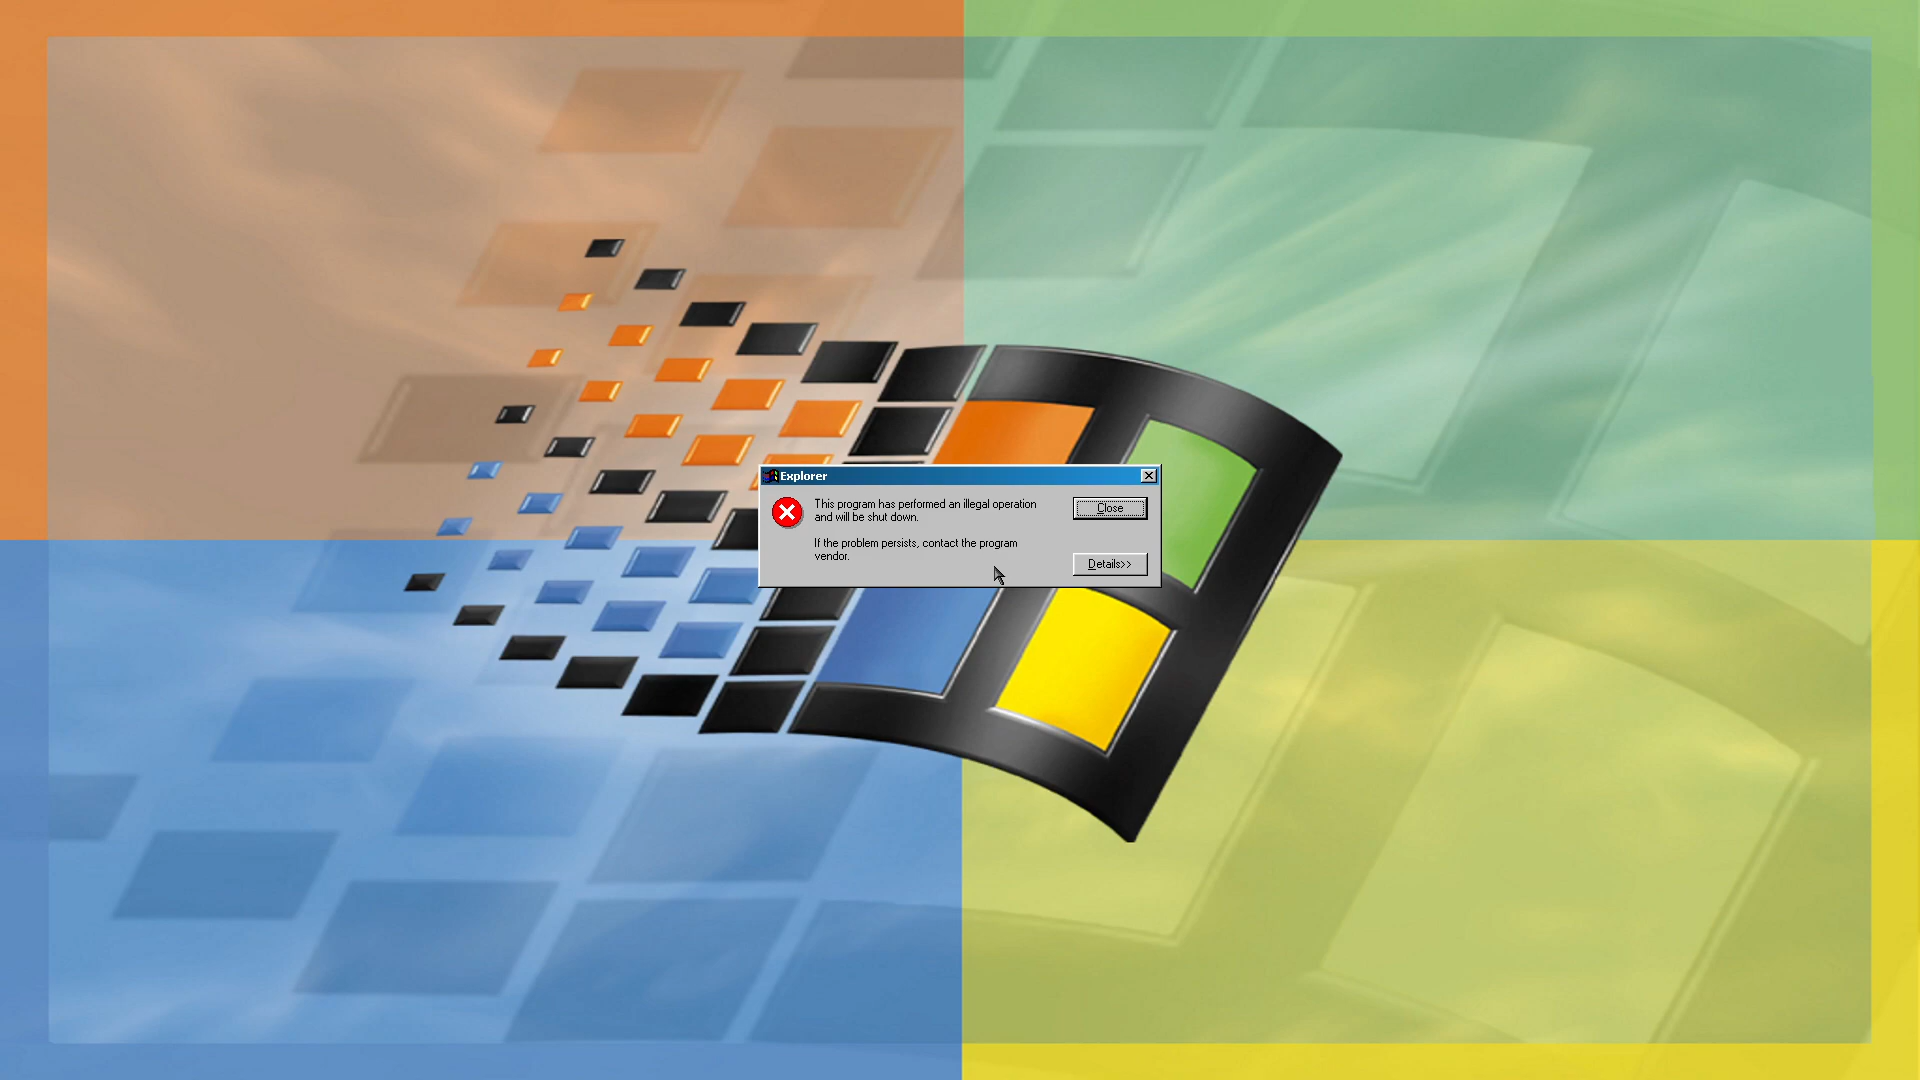 Explorer
This program has performed an illegal operation
and will be shut down.
Close
If the problem persists, contact the program
vendor.
Details>>